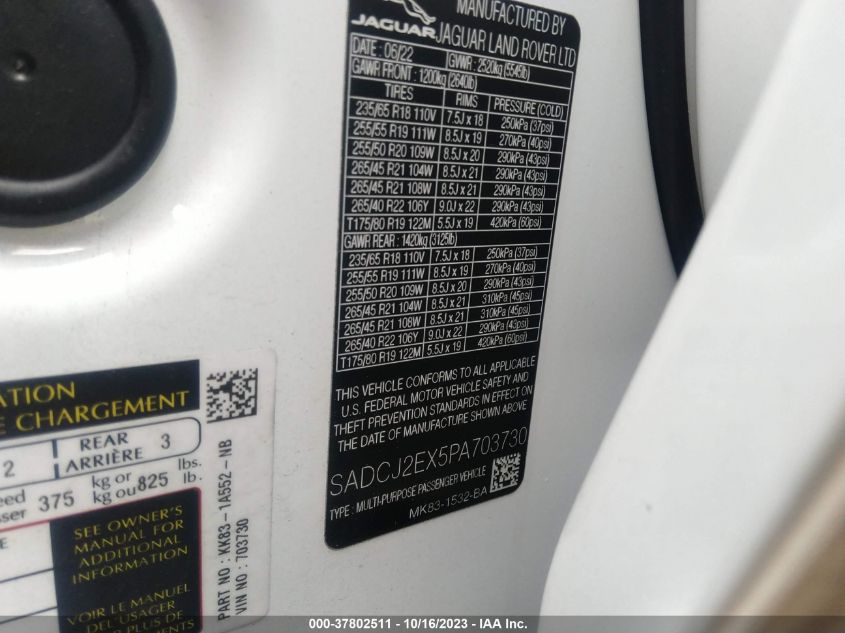 MANUFACTURED BY
JAGUAR JAGUAR LAND ROVER LTD
DATE : 06/22 GVWR : 2520kg (5545lb)
GAWR FRONT : 1200kg (2640lb)
TIRES RIMS PRESSURE (COLD)
235/65 R18 110V 7.5J x 18 250kPa (37psi)
255/55 R19 111W 8.5J x 19 270kPa (40psi)
255/50 R20 109W 8.5J x 20 290kPa (43psi)
265/45 R21 104W 8.5J x 21 290kPa (43psi)
265/45 R21 108W 8.5J x 21 290kPa (43psi)
265/40 R22 106Y 9.0J x 22 290kPa (43psi)
T175/80 R19 122M 5.5J x 19 420kPa (60psi)
GAWR REAR : 1420kg (3125lb)
235/65 R18 110V 7.5J x 18 250kPa (37psi)
255/55 R19 111W 8.5J x 19 270kPa (40psi)
255/50 R20 109W 8.5J x 20 290kPa (43psi)
265/45 R21 104W 8.5J x 21 310kPa (45psi)
265/45 R21 108W 8.5J x 21 310kPa (45psi)
265/40 R22 106Y 9.0J x 22 290kPa (43psi)
T175/80 R19 122M 5.5J x 19 420kPa (60psi)
THIS VEHICLE CONFORMS TO ALL APPLICABLE
U.S. FEDERAL MOTOR VEHICLE SAFETY AND
THEFT PREVENTION STANDARDS IN EFFECT ON
THE DATE OF MANUFACTURE SHOWN ABOVE
SADCJ2EX5PA703730
TYPE : MULTI-PURPOSE PASSENGER VEHICLE
MK83-1532-BA
CHARGEMENT
2 REAR 3
ARRIÈRE
375 kg or 825 lbs.
kg ou lb.
SEE OWNER'S
MANUAL FOR
ADDITIONAL
INFORMATION
VOIR LE MANUEL
DE L'USAGER
POUR PLUS DE
PART NO : KK83-1A552-NB
VIN NO : 703730
000-37802511 - 10/16/2023 - IAA Inc.